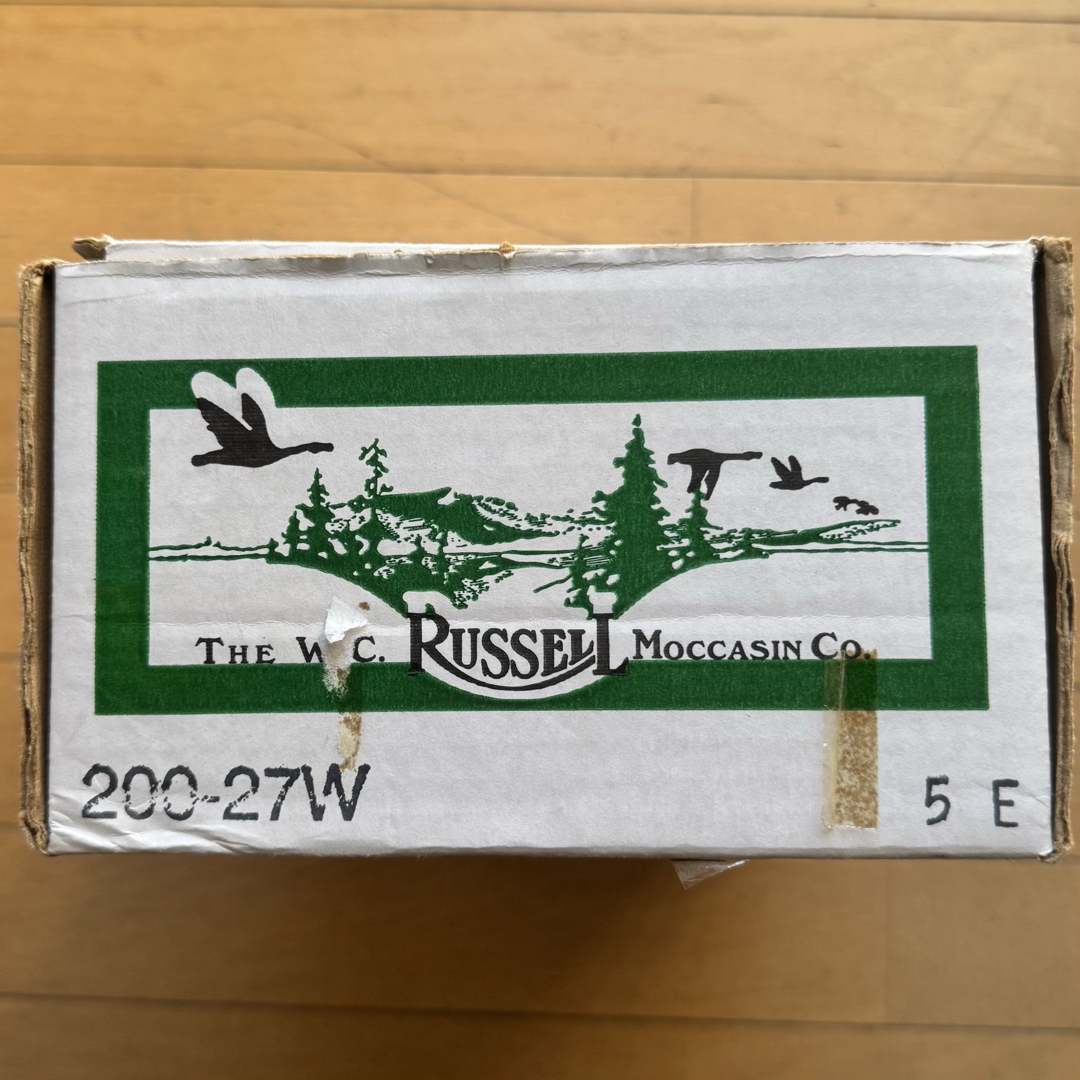 THE W.C. RUSSELL MOCCASIN CO.
200-27W 5 E